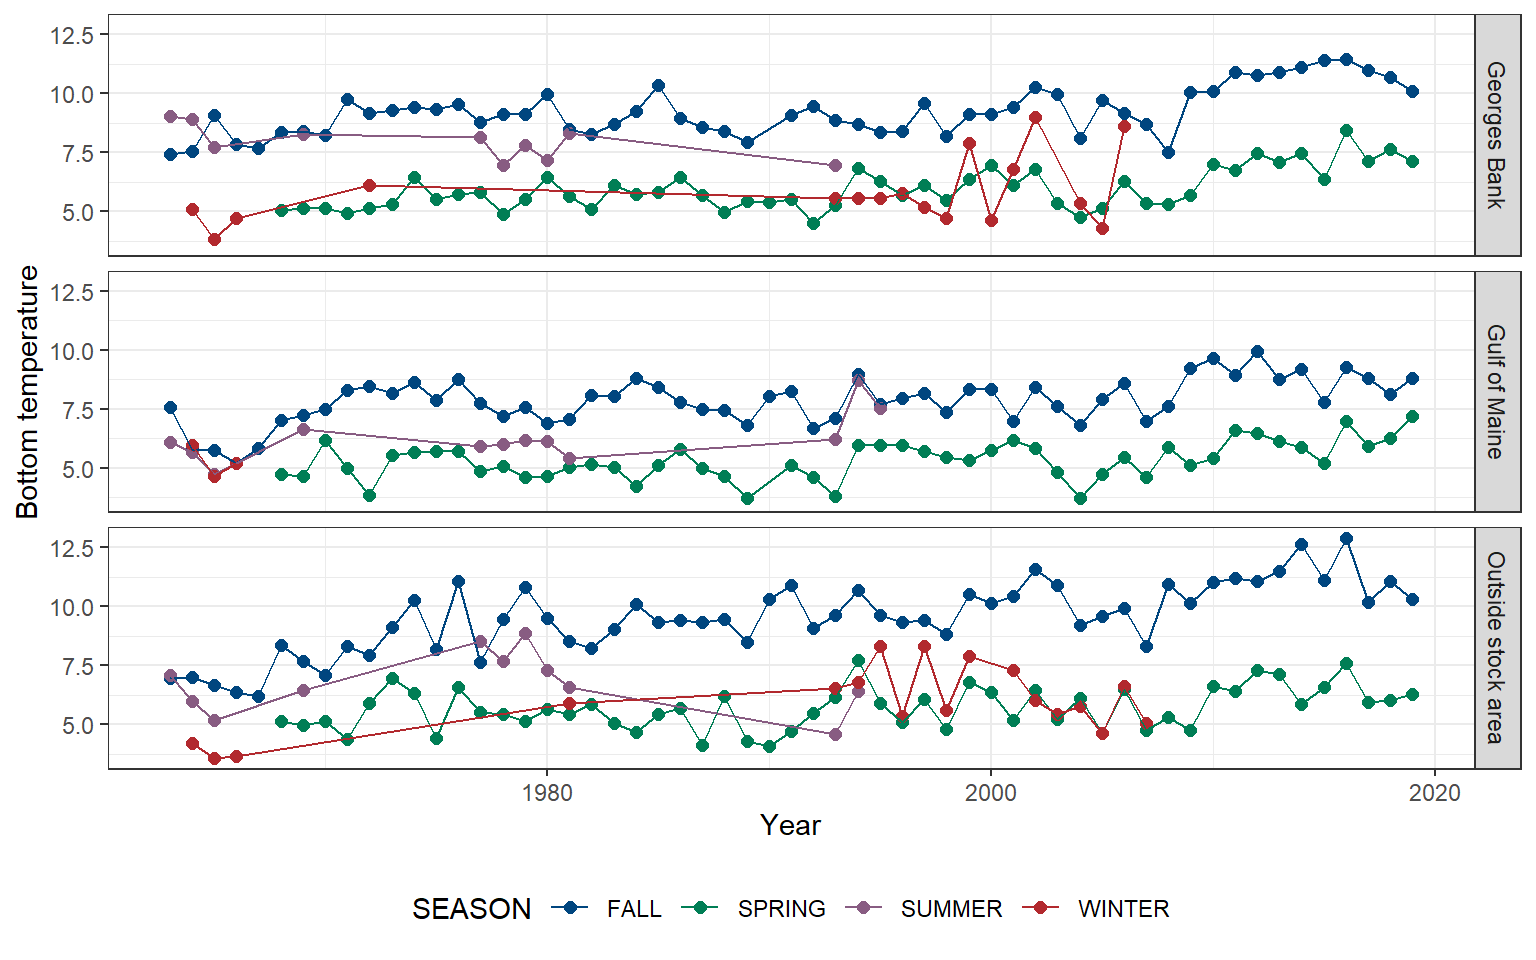 Bottom temperature
12.5
10.0
7.5
5.0
Georges Bank
12.5
10.0
7.5
5.0
Gulf of Maine
12.5
10.0
7.5
5.0
Outside stock area
1980 2000 2020
Year
SEASON FALL SPRING SUMMER WINTER